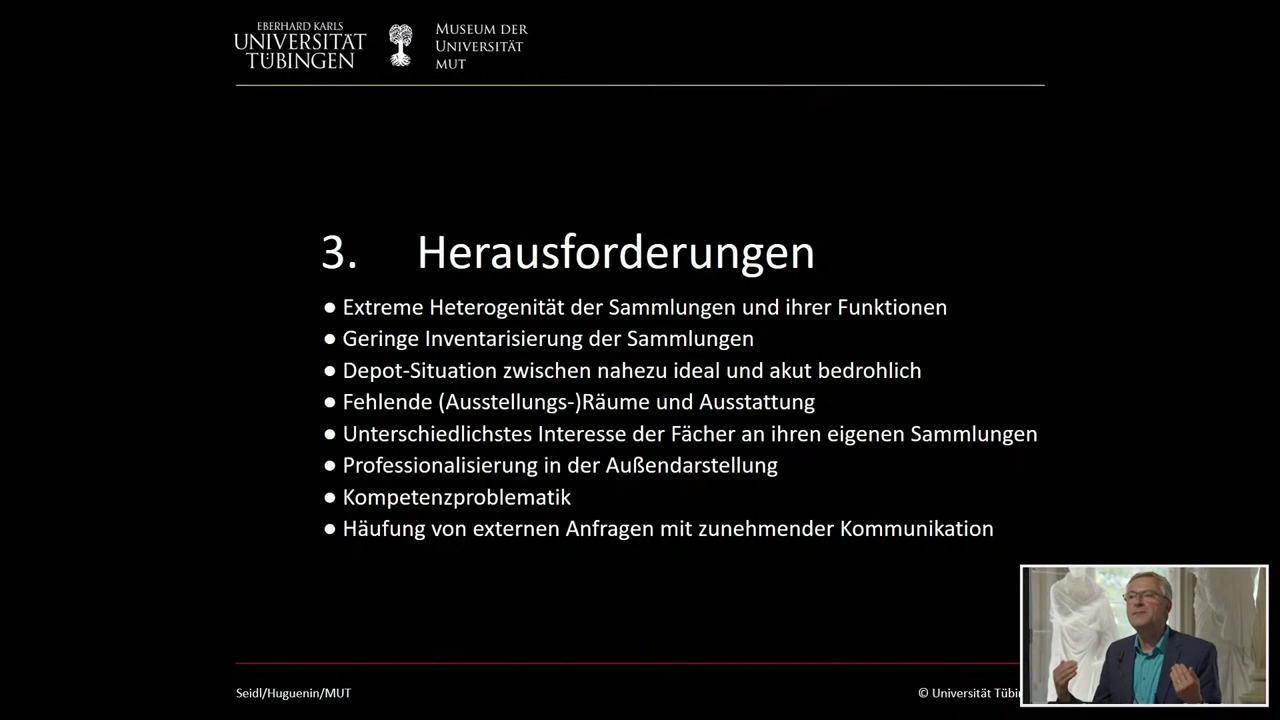 EBERHARD KARLS
UNIVERSITÄT
TÜBINGEN
MUSEUM DER
UNIVERSITÄT
MUT
3. Herausforderungen
● Extreme Heterogenität der Sammlungen und ihrer Funktionen
● Geringe Inventarisierung der Sammlungen
● Depot-Situation zwischen nahezu ideal und akut bedrohlich
● Fehlende (Ausstellungs-)Räume und Ausstattung
● Unterschiedlichstes Interesse der Fächer an ihren eigenen Sammlungen
● Professionalisierung in der Außendarstellung
● Kompetenzproblematik
● Häufung von externen Anfragen mit zunehmender Kommunikation
Seidl/Huguenin/MUT
© Universität